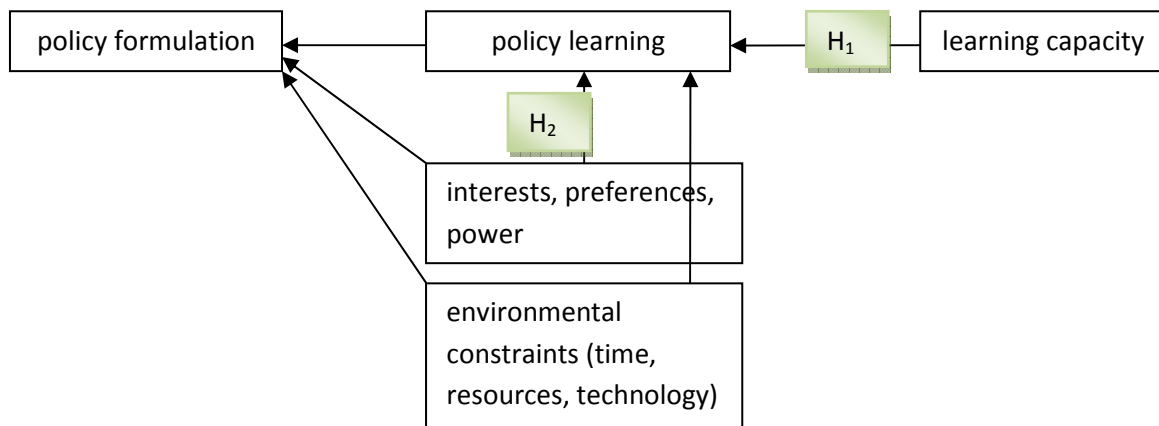 policy formulation
policy learning
H₁
learning capacity
H₂
interests, preferences,
power
environmental
constraints (time,
resources, technology)